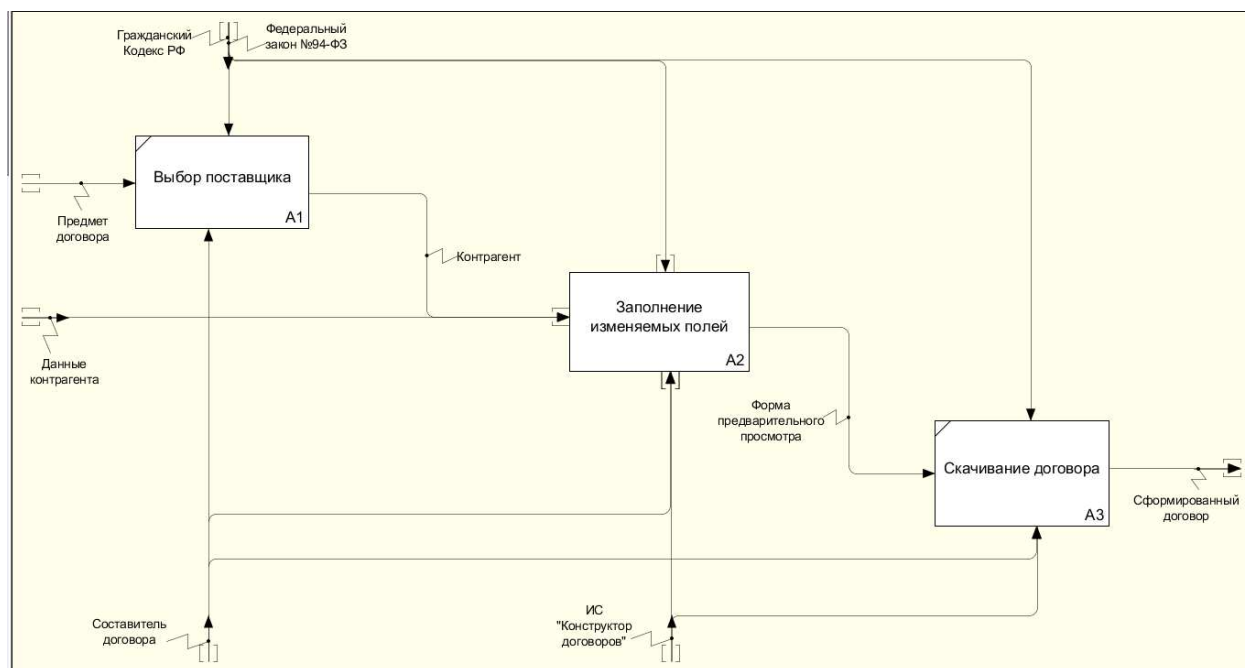 Гражданский
Кодекс РФ
Федеральный
закон №94-ФЗ
Выбор поставщика
A1
Предмет
договора
Контрагент
Заполнение
изменяемых полей
A2
Данные
контрагента
Форма
предварительного
просмотра
Скачивание договора
A3
Сформированный
договор
Составитель
договора
ИС
"Конструктор
договоров"